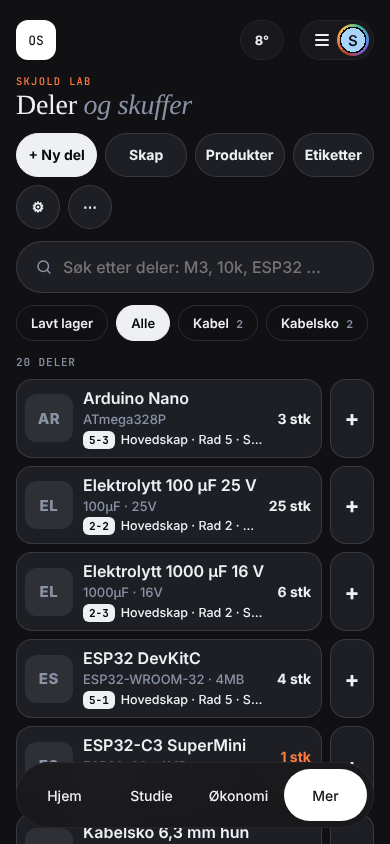 OS
8°
S
SKJOLD LAB
Deler og skuffer
+ Ny del
Skap
Produkter
Etiketter
⚙
...
Søk etter deler: M3, 10k, ESP32 ...
Lavt lager
Alle
Kabel 2
Kabelsko 2
20 DELER
AR
Arduino Nano
ATmega328P
5-3 Hovedskap · Rad 5 · S...
3 stk
+
EL
Elektrolytt 100 µF 25 V
100µF · 25V
2-2 Hovedskap · Rad 2 · ...
25 stk
+
EL
Elektrolytt 1000 µF 16 V
1000µF · 16V
2-3 Hovedskap · Rad 2 · S...
6 stk
+
ES
ESP32 DevKitC
ESP32-WROOM-32 · 4MB
5-1 Hovedskap · Rad 5 · S...
4 stk
+
ESP32-C3 SuperMini
1 stk
Hjem
Studie
Økonomi
Mer
Kabelsko 6,3 mm hun